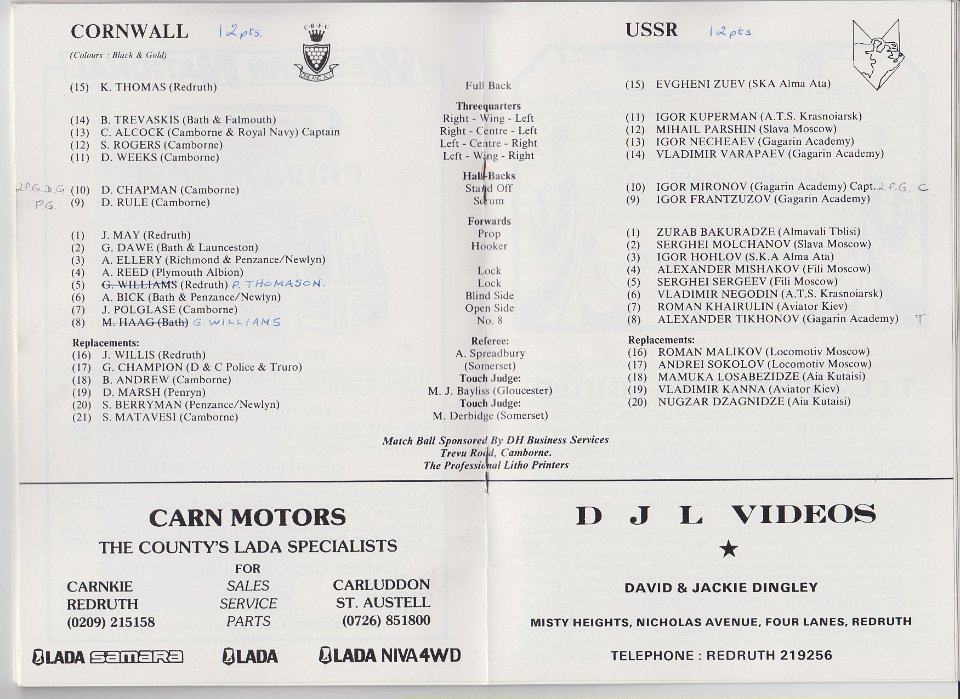 CORNWALL 12pts.
(Colours : Black & Gold)
C·R·F·U
ONE AND ALL
(15) K. THOMAS (Redruth)
(14) B. TREVASKIS (Bath & Falmouth)
(13) C. ALCOCK (Camborne & Royal Navy) Captain
(12) S. ROGERS (Camborne)
(11) D. WEEKS (Camborne)
2P.G. D.G (10) D. CHAPMAN (Camborne)
P.G. (9) D. RULE (Camborne)
(1) J. MAY (Redruth)
(2) G. DAWE (Bath & Launceston)
(3) A. ELLERY (Richmond & Penzance/Newlyn)
(4) A. REED (Plymouth Albion)
(5) G. WILLIAMS (Redruth) P. THOMASON.
(6) A. BICK (Bath & Penzance/Newlyn)
(7) J. POLGLASE (Camborne)
(8) M. HAAG (Bath) G. WILLIAMS
Replacements:
(16) J. WILLIS (Redruth)
(17) G. CHAMPION (D & C Police & Truro)
(18) B. ANDREW (Camborne)
(19) D. MARSH (Penryn)
(20) S. BERRYMAN (Penzance/Newlyn)
(21) S. MATAVESI (Camborne)
Full Back
Threequarters
Right - Wing - Left
Right - Centre - Left
Left - Centre - Right
Left - Wing - Right
Half-Backs
Stand Off
Scrum
Forwards
Prop
Hooker
Lock
Lock
Blind Side
Open Side
No. 8
Referee:
A. Spreadbury
(Somerset)
Touch Judge:
M. J. Bayliss (Gloucester)
Touch Judge:
M. Derbidge (Somerset)
USSR 12pts.
(15) EVGHENI ZUEV (SKA Alma Ata)
(11) IGOR KUPERMAN (A.T.S. Krasnoiarsk)
(12) MIHAIL PARSHIN (Slava Moscow)
(13) IGOR NECHEAEV (Gagarin Academy)
(14) VLADIMIR VARAPAEV (Gagarin Academy)
(10) IGOR MIRONOV (Gagarin Academy) Capt. 2 P.G. C
(9) IGOR FRANTZUZOV (Gagarin Academy)
(1) ZURAB BAKURADZE (Almavali Tblisi)
(2) SERGHEI MOLCHANOV (Slava Moscow)
(3) IGOR HOHLOV (S.K.A Alma Ata)
(4) ALEXANDER MISHAKOV (Fili Moscow)
(5) SERGHEI SERGEEV (Fili Moscow)
(6) VLADIMIR NEGODIN (A.T.S. Krasnoiarsk)
(7) ROMAN KHAIRULIN (Aviator Kiev)
(8) ALEXANDER TIKHONOV (Gagarin Academy) T
Replacements:
(16) ROMAN MALIKOV (Locomotiv Moscow)
(17) ANDREI SOKOLOV (Locomotiv Moscow)
(18) MAMUKA LOSABEZIDZE (Aia Kutaisi)
(19) VLADIMIR KANNA (Aviator Kiev)
(20) NUGZAR DZAGNIDZE (Aia Kutaisi)
Match Ball Sponsored By DH Business Services
Trevu Road, Camborne.
The Professional Litho Printers
CARN MOTORS
THE COUNTY'S LADA SPECIALISTS
FOR
CARNKIE SALES CARLUDDON
REDRUTH SERVICE ST. AUSTELL
(0209) 215158 PARTS (0726) 851800
LADA SAMARA LADA LADA NIVA 4WD
D J L VIDEOS
DAVID & JACKIE DINGLEY
MISTY HEIGHTS, NICHOLAS AVENUE, FOUR LANES, REDRUTH
TELEPHONE : REDRUTH 219256